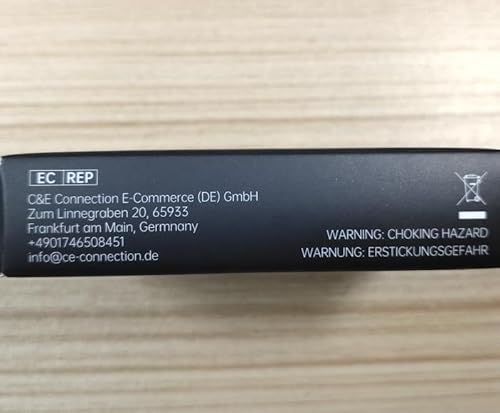 EC REP
C&E Connection E-Commerce (DE) GmbH
Zum Linnegraben 20, 65933
Frankfurt am Main, Germnany
+4901746508451
info@ce-connection.de
WARNING: CHOKING HAZARD
WARNUNG: ERSTICKUNGSGEFAHR